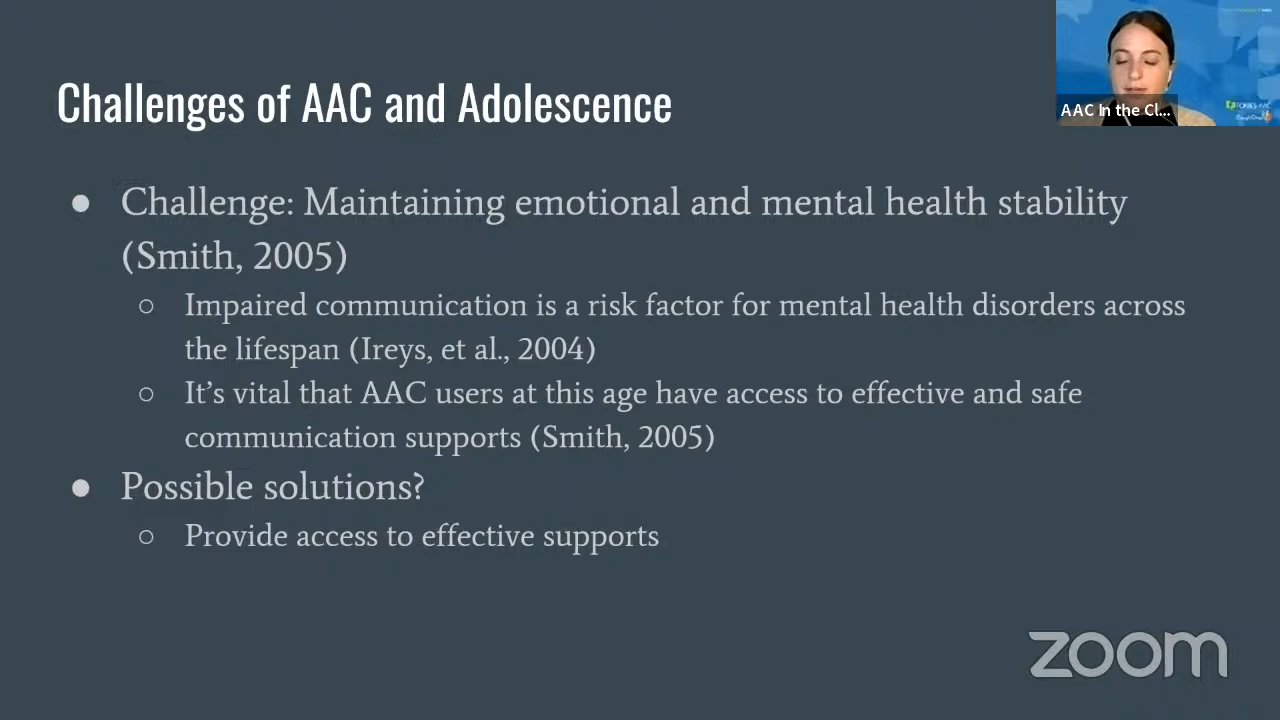 Challenges of AAC and Adolescence
AAC In the Cl...
● Challenge: Maintaining emotional and mental health stability
(Smith, 2005)
○ Impaired communication is a risk factor for mental health disorders across
the lifespan (Ireys, et al., 2004)
○ It’s vital that AAC users at this age have access to effective and safe
communication supports (Smith, 2005)
● Possible solutions?
○ Provide access to effective supports
zoom